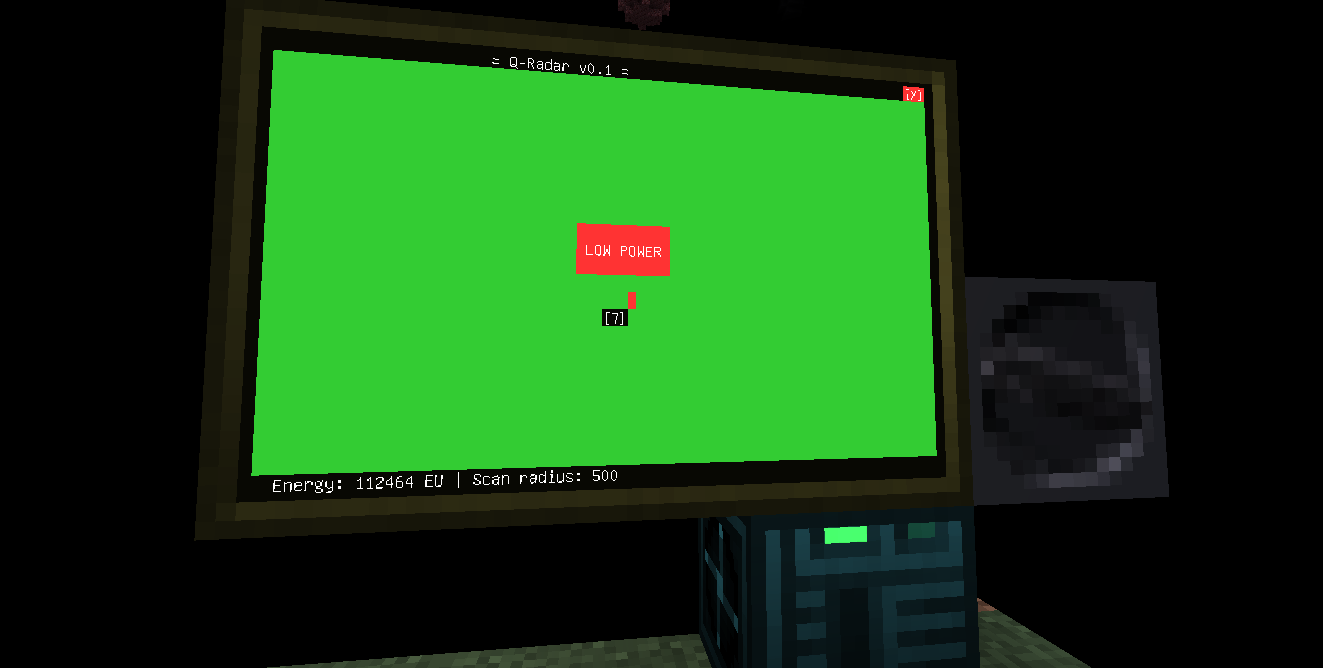 = Q-Radar v0.1 =
[X]
LOW POWER
[7]
Energy: 112464 EU | Scan radius: 500